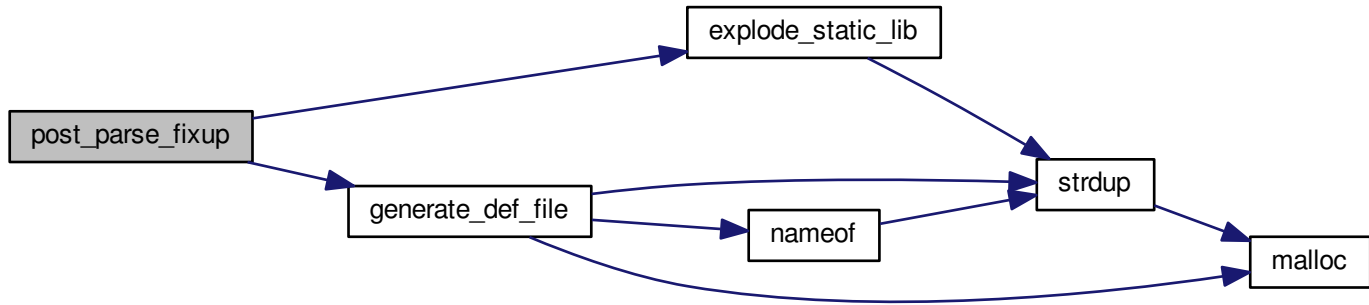 explode_static_lib
post_parse_fixup
strdup
generate_def_file
nameof
malloc